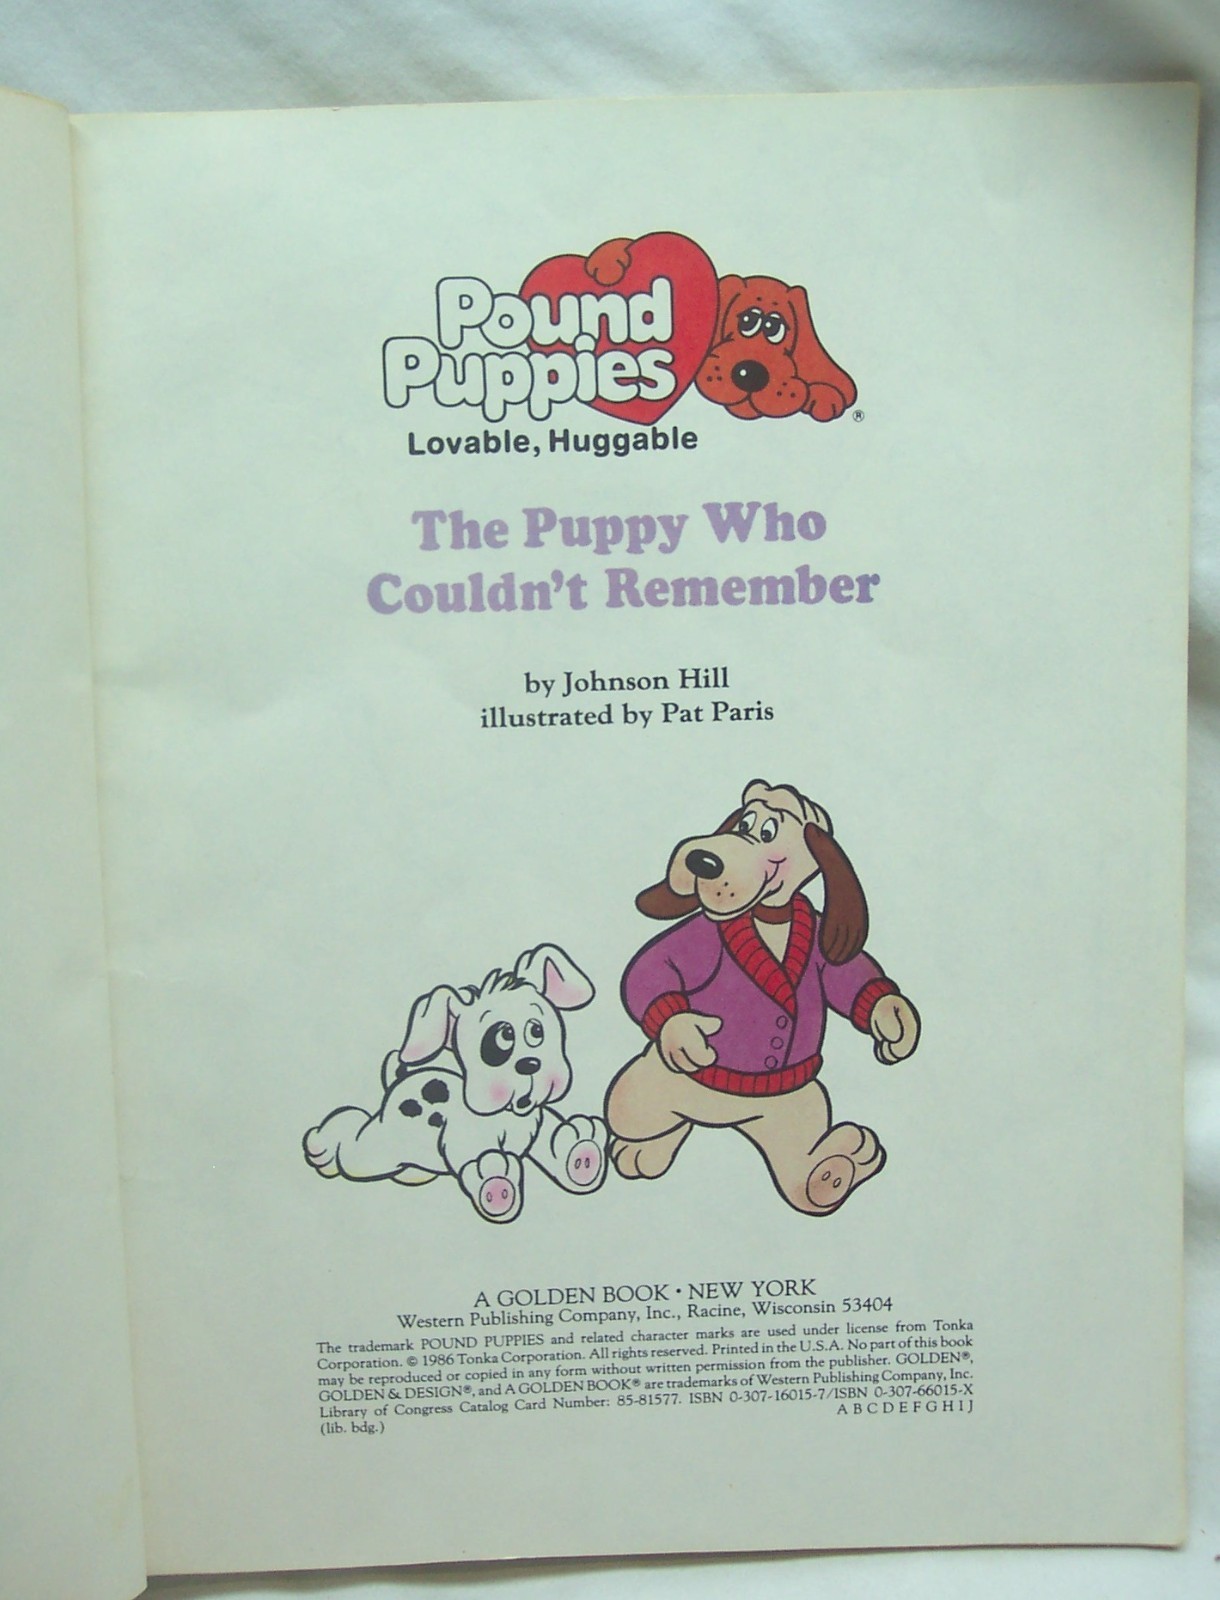 Pound
Puppies
®
Lovable, Huggable
The Puppy Who
Couldn't Remember
by Johnson Hill
illustrated by Pat Paris
A GOLDEN BOOK • NEW YORK
Western Publishing Company, Inc., Racine, Wisconsin 53404
The trademark POUND PUPPIES and related character marks are used under license from Tonka
Corporation. © 1986 Tonka Corporation. All rights reserved. Printed in the U.S.A. No part of this book
may be reproduced or copied in any form without written permission from the publisher. GOLDEN®,
GOLDEN & DESIGN®, and A GOLDEN BOOK® are trademarks of Western Publishing Company, Inc.
Library of Congress Catalog Card Number: 85-81577. ISBN 0-307-16015-7/ISBN 0-307-66015-X
(lib. bdg.) A B C D E F G H I J